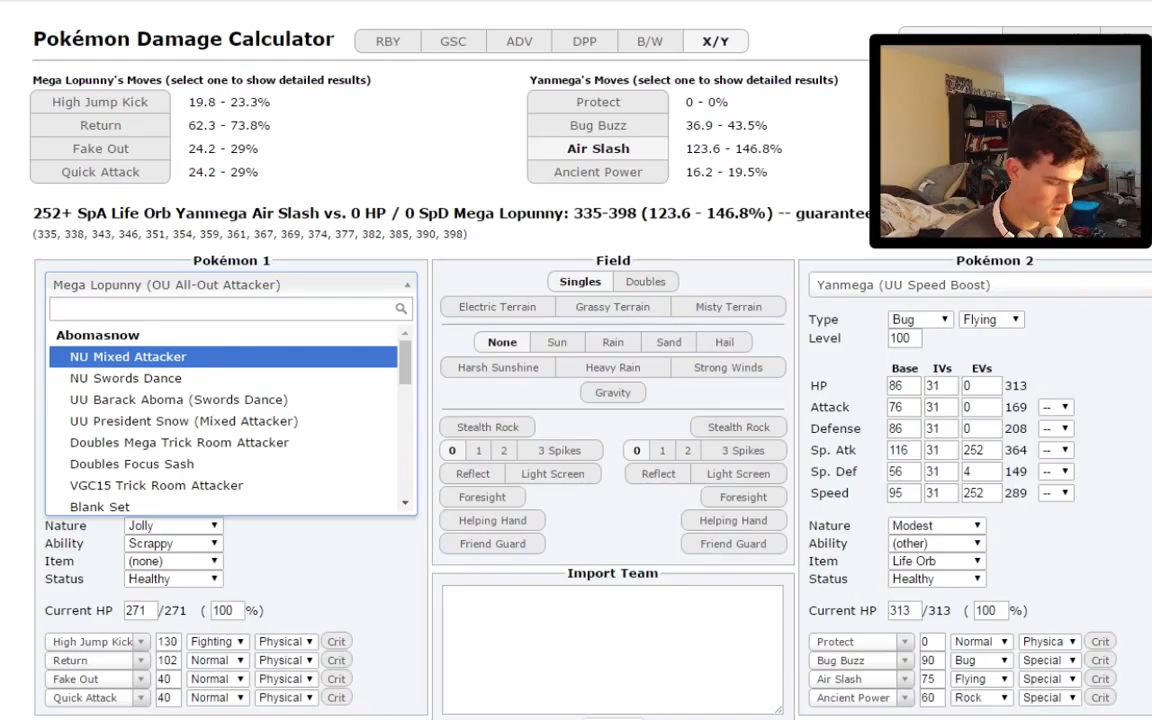 Pokémon Damage Calculator RBY GSC ADV DPP B/W X/Y
Mega Lopunny's Moves (select one to show detailed results)
High Jump Kick 19.8 - 23.3%
Return 62.3 - 73.8%
Fake Out 24.2 - 29%
Quick Attack 24.2 - 29%
Yanmega's Moves (select one to show detailed results)
Protect 0 - 0%
Bug Buzz 36.9 - 43.5%
Air Slash 123.6 - 146.8%
Ancient Power 16.2 - 19.5%
252+ SpA Life Orb Yanmega Air Slash vs. 0 HP / 0 SpD Mega Lopunny: 335-398 (123.6 - 146.8%) -- guarantee
(335, 338, 343, 346, 351, 354, 359, 361, 367, 369, 374, 377, 382, 385, 390, 398)
Pokémon 1
Mega Lopunny (OU All-Out Attacker)
Abomasnow
NU Mixed Attacker
NU Swords Dance
UU Barack Aboma (Swords Dance)
UU President Snow (Mixed Attacker)
Doubles Mega Trick Room Attacker
Doubles Focus Sash
VGC15 Trick Room Attacker
Blank Set
Nature Jolly
Ability Scrappy
Item (none)
Status Healthy
Current HP 271 /271 ( 100 %)
High Jump Kick 130 Fighting Physical Crit
Return 102 Normal Physical Crit
Fake Out 40 Normal Physical Crit
Quick Attack 40 Normal Physical Crit
Field
Singles Doubles
Electric Terrain Grassy Terrain Misty Terrain
None Sun Rain Sand Hail
Harsh Sunshine Heavy Rain Strong Winds
Gravity
Stealth Rock Stealth Rock
0 1 2 3 Spikes 0 1 2 3 Spikes
Reflect Light Screen Reflect Light Screen
Foresight Foresight
Helping Hand Helping Hand
Friend Guard Friend Guard
Import Team
Pokémon 2
Yanmega (UU Speed Boost)
Type Bug Flying
Level 100
Base IVs EVs
HP 86 31 0 313
Attack 76 31 0 169 --
Defense 86 31 0 208 --
Sp. Atk 116 31 252 364 --
Sp. Def 56 31 4 149 --
Speed 95 31 252 289 --
Nature Modest
Ability (other)
Item Life Orb
Status Healthy
Current HP 313 /313 ( 100 %)
Protect 0 Normal Physica Crit
Bug Buzz 90 Bug Special Crit
Air Slash 75 Flying Special Crit
Ancient Power 60 Rock Special Crit